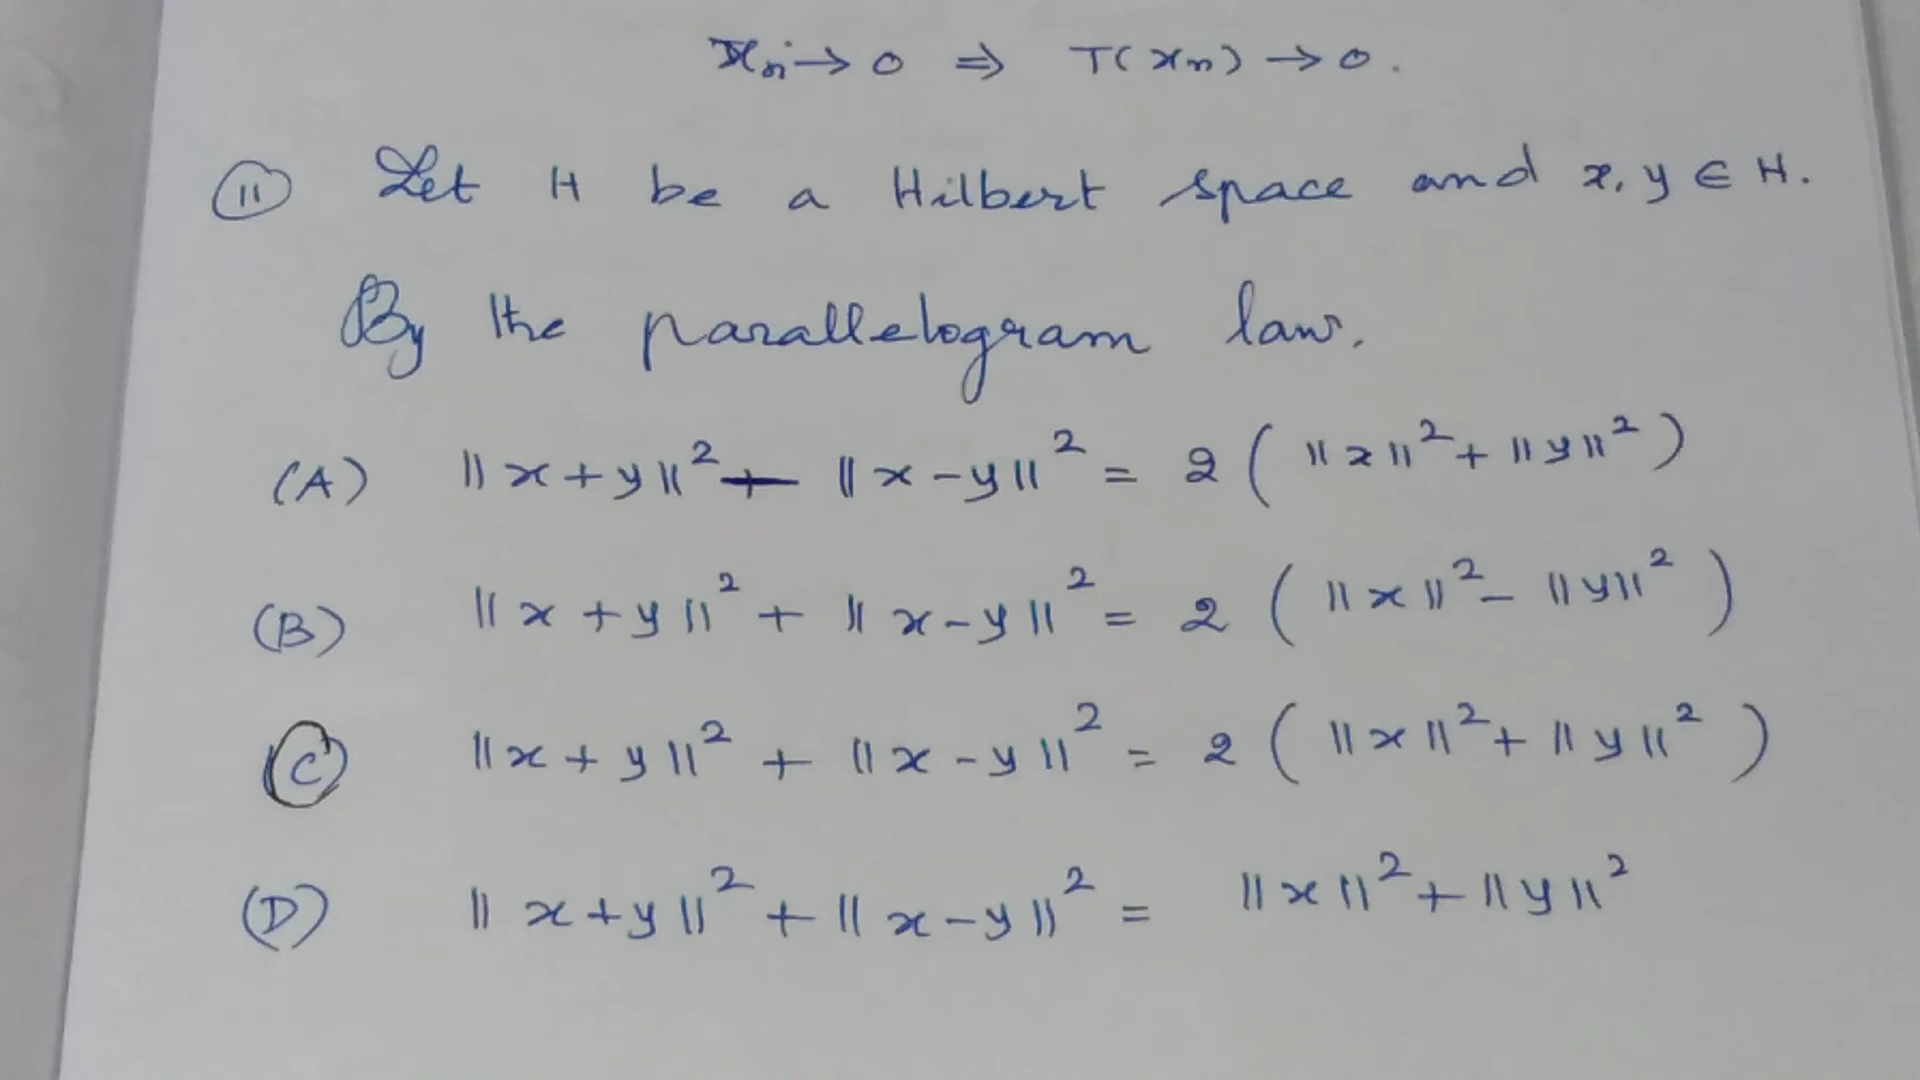 xₙ → 0 ⇒ T(xₙ) → 0.
⑪ Let H be a Hilbert space and x, y ∈ H.
By the parallelogram law,
(A) ||x+y||² − ||x−y||² = 2(||x||² + ||y||²)
(B) ||x+y||² + ||x−y||² = 2(||x||² − ||y||²)
(C) ||x+y||² + ||x−y||² = 2(||x||² + ||y||²)
(D) ||x+y||² + ||x−y||² = ||x||² + ||y||²